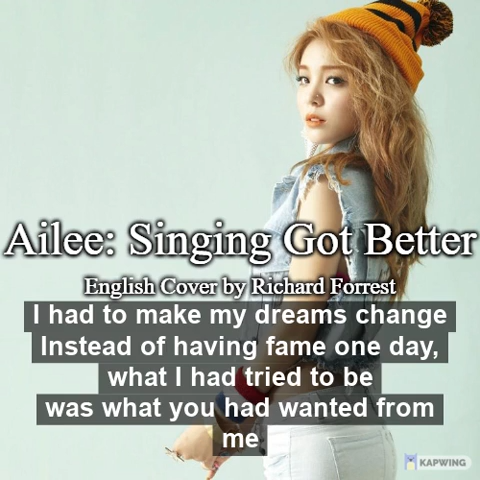 Ailee: Singing Got Better
English Cover by Richard Forrest
I had to make my dreams change
Instead of having fame one day,
what I had tried to be
was what you had wanted from
me
KAPWING